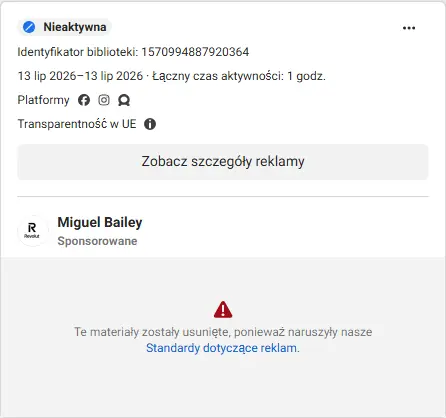 Nieaktywna
Identyfikator biblioteki: 1570994887920364
13 lip 2026–13 lip 2026 · Łączny czas aktywności: 1 godz.
Platformy
Transparentność w UE
Zobacz szczegóły reklamy
R
Revolut
Miguel Bailey
Sponsorowane
Te materiały zostały usunięte, ponieważ naruszyły nasze
Standardy dotyczące reklam.